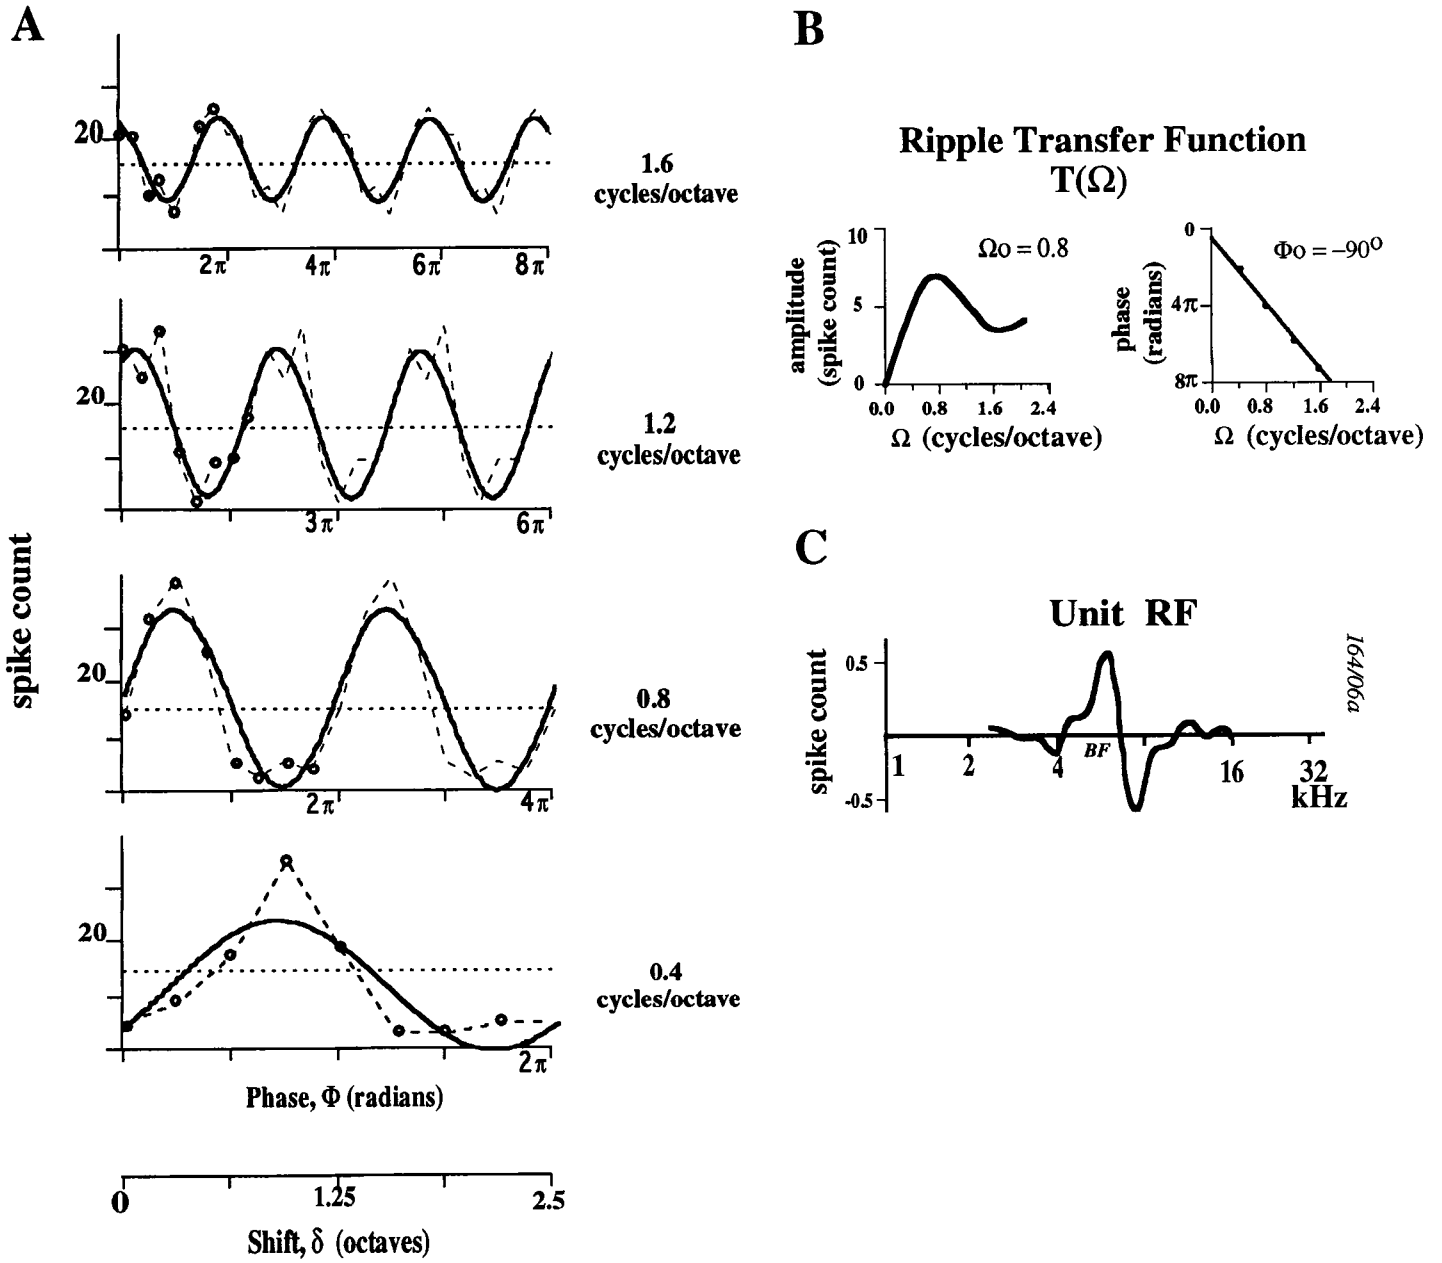 A
20
2π
4π
6π
8π
1.6
cycles/octave
20
3π
6π
1.2
cycles/octave
spike count
20
2π
4π
0.8
cycles/octave
20
2π
0.4
cycles/octave
Phase, Φ (radians)
0
1.25
2.5
Shift, δ (octaves)
B
Ripple Transfer Function
T(Ω)
amplitude
(spike count)
10
5
0
Ωo = 0.8
0.0 0.8 1.6 2.4
Ω (cycles/octave)
phase
(radians)
0
4π
8π
Φo = -90º
0.0 0.8 1.6 2.4
Ω (cycles/octave)
C
Unit RF
spike count
0.5
-0.5
BF
1 2 4 16 32
kHz
164/06a